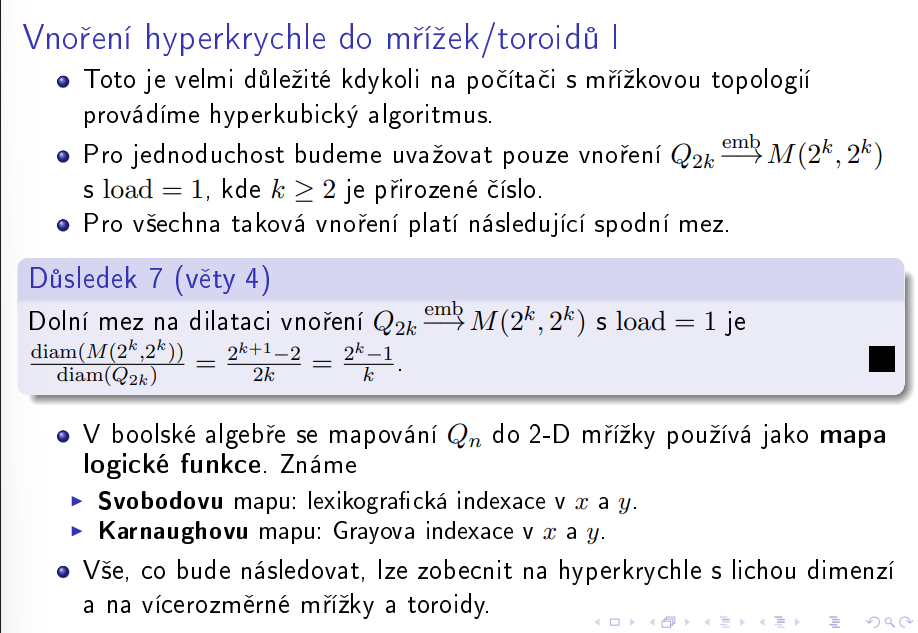 Vnoření hyperkrychle do mřížek/toroidů I
Toto je velmi důležité kdykoli na počítači s mřížkovou topologií
provádíme hyperkubický algoritmus.
Pro jednoduchost budeme uvažovat pouze vnoření $Q_{2k} \xrightarrow{\text{emb}} M(2^k, 2^k)$
s load = 1, kde $k \geq 2$ je přirozené číslo.
Pro všechna taková vnoření platí následující spodní mez.
Důsledek 7 (věty 4)
Dolní mez na dilataci vnoření $Q_{2k} \xrightarrow{\text{emb}} M(2^k, 2^k)$ s load = 1 je
$\frac{\text{diam}(M(2^k,2^k))}{\text{diam}(Q_{2k})} = \frac{2^{k+1}-2}{2k} = \frac{2^k-1}{k}$.
V boolské algebře se mapování $Q_n$ do 2-D mřížky používá jako mapa
logické funkce. Známe
Svobodovu mapu: lexikografická indexace v $x$ a $y$.
Karnaughovu mapu: Grayova indexace v $x$ a $y$.
Vše, co bude následovat, lze zobecnit na hyperkrychle s lichou dimenzí
a na vícerozměrné mřížky a toroidy.